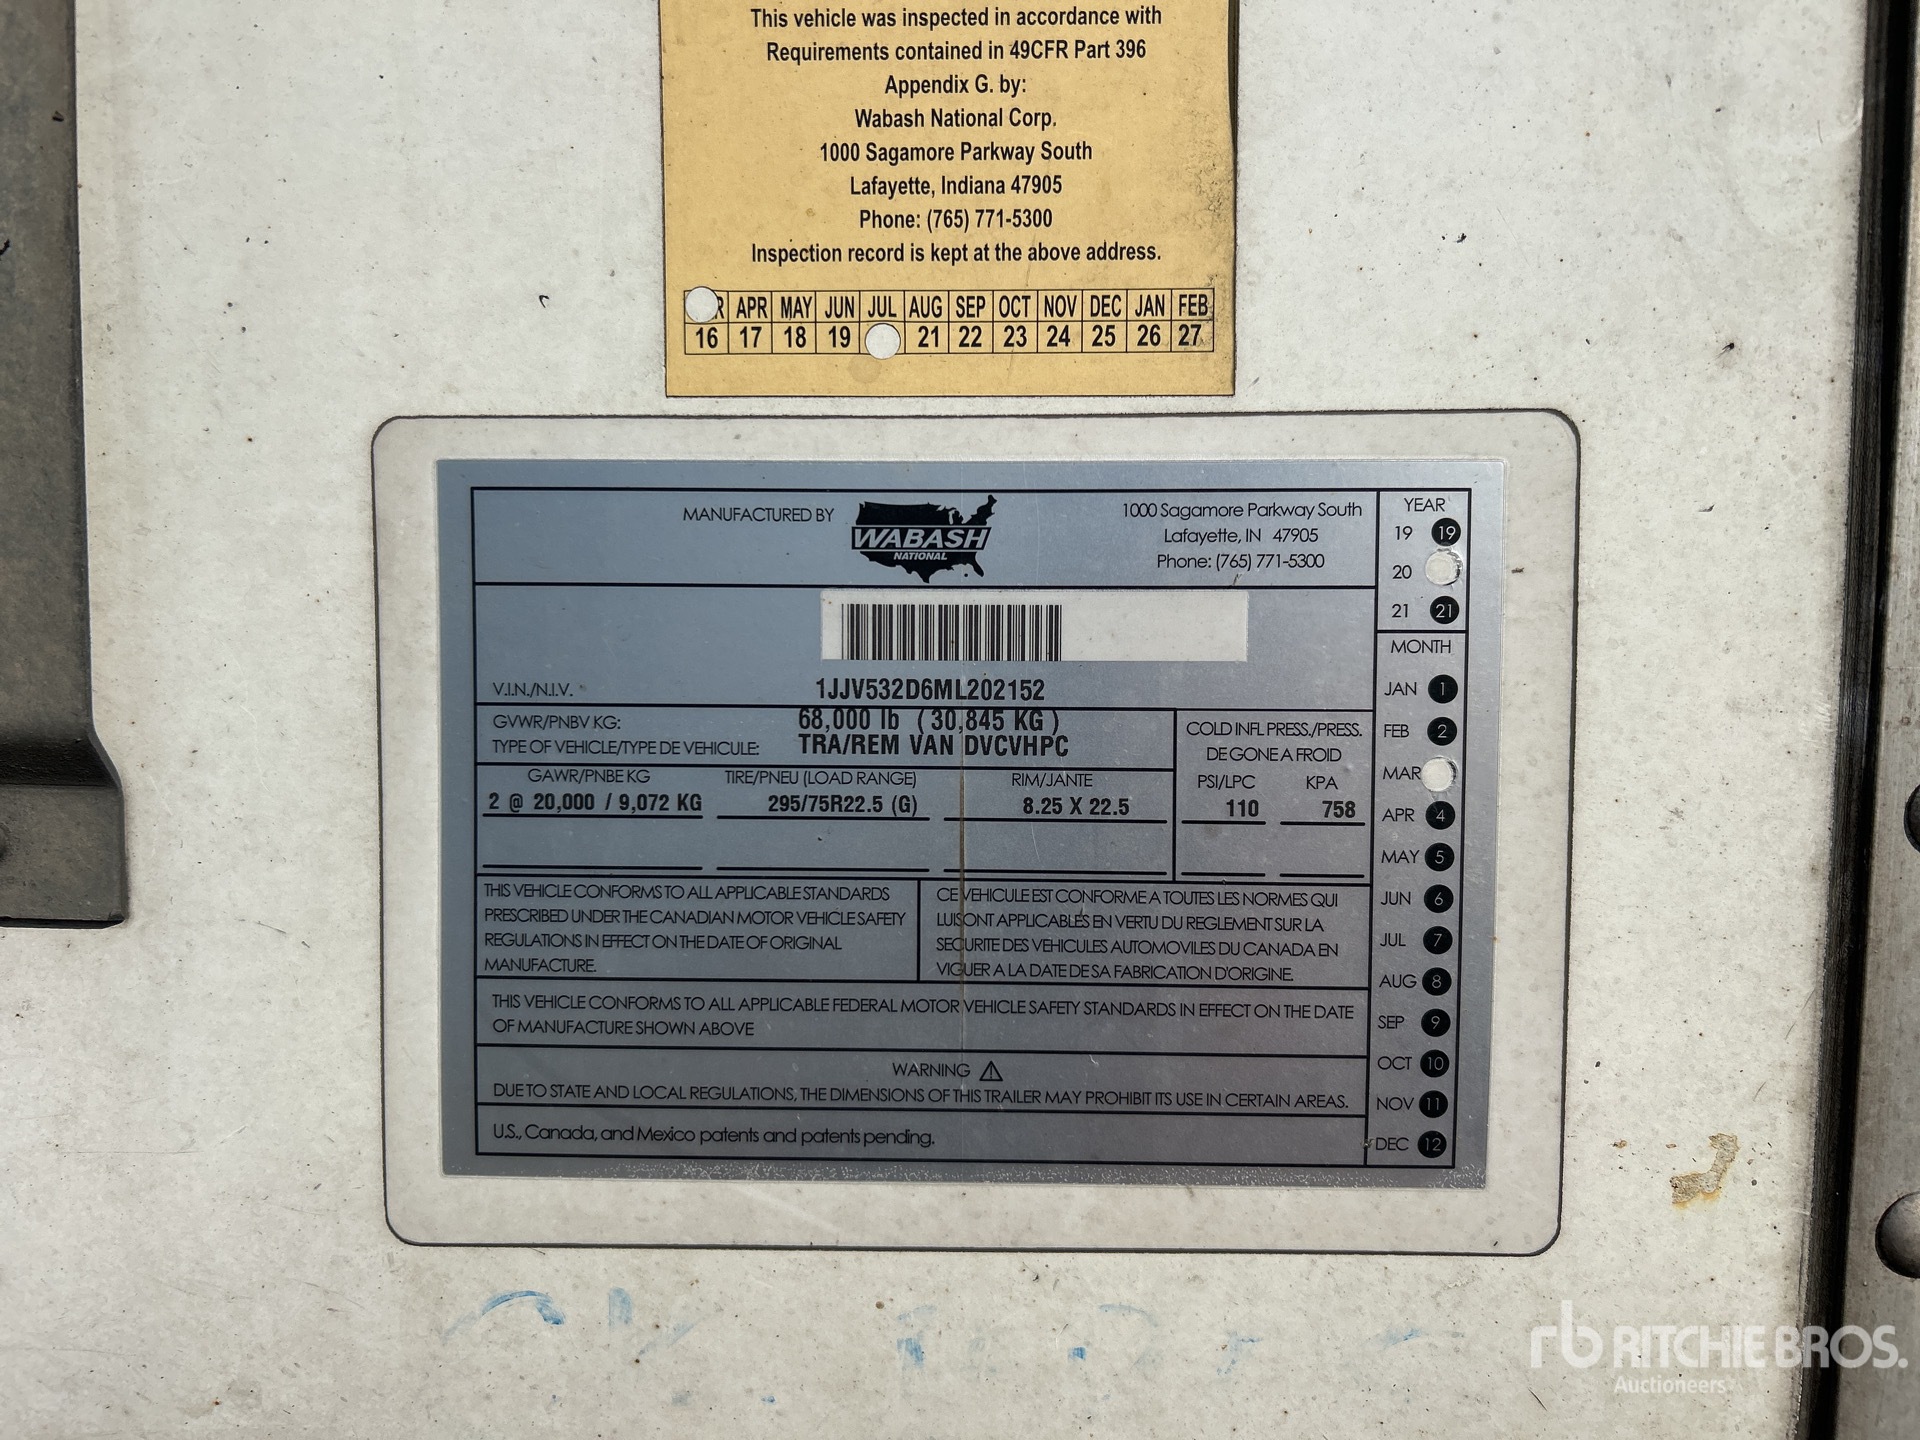 This vehicle was inspected in accordance with
Requirements contained in 49CFR Part 396
Appendix G. by:
Wabash National Corp.
1000 Sagamore Parkway South
Lafayette, Indiana 47905
Phone: (765) 771-5300
Inspection record is kept at the above address.
R APR MAY JUN JUL AUG SEP OCT NOV DEC JAN FEB
16 17 18 19 21 22 23 24 25 26 27
MANUFACTURED BY
WABASH
NATIONAL
1000 Sagamore Parkway South
Lafayette, IN 47905
Phone: (765) 771-5300
YEAR
19 19
20
21 21
V.I.N./N.I.V. 1JJV532D6ML202152
GVWR/PNBV KG: 68,000 lb ( 30,845 KG )
TYPE OF VEHICLE/TYPE DE VEHICULE: TRA/REM VAN DVCVHPC
COLD INFL PRESS./PRESS.
DE GONE A FROID
GAWR/PNBE KG TIRE/PNEU (LOAD RANGE) RIM/JANTE PSI/LPC KPA
2 @ 20,000 / 9,072 KG 295/75R22.5 (G) 8.25 X 22.5 110 758
THIS VEHICLE CONFORMS TO ALL APPLICABLE STANDARDS
PRESCRIBED UNDER THE CANADIAN MOTOR VEHICLE SAFETY
REGULATIONS IN EFFECT ON THE DATE OF ORIGINAL
MANUFACTURE.
CE VEHICULE EST CONFORME A TOUTES LES NORMES QUI
LUISONT APPLICABLES EN VERTU DU REGLEMENT SUR LA
SECURITE DES VEHICULES AUTOMOVILES DU CANADA EN
VIGUER A LA DATE DE SA FABRICATION D'ORIGINE.
THIS VEHICLE CONFORMS TO ALL APPLICABLE FEDERAL MOTOR VEHICLE SAFETY STANDARDS IN EFFECT ON THE DATE
OF MANUFACTURE SHOWN ABOVE
WARNING
DUE TO STATE AND LOCAL REGULATIONS, THE DIMENSIONS OF THIS TRAILER MAY PROHIBIT ITS USE IN CERTAIN AREAS.
U.S., Canada, and Mexico patents and patents pending.
MONTH
JAN 1
FEB 2
MAR
APR 4
MAY 5
JUN 6
JUL 7
AUG 8
SEP 9
OCT 10
NOV 11
DEC 12
rb RITCHIE BROS.
Auctioneers